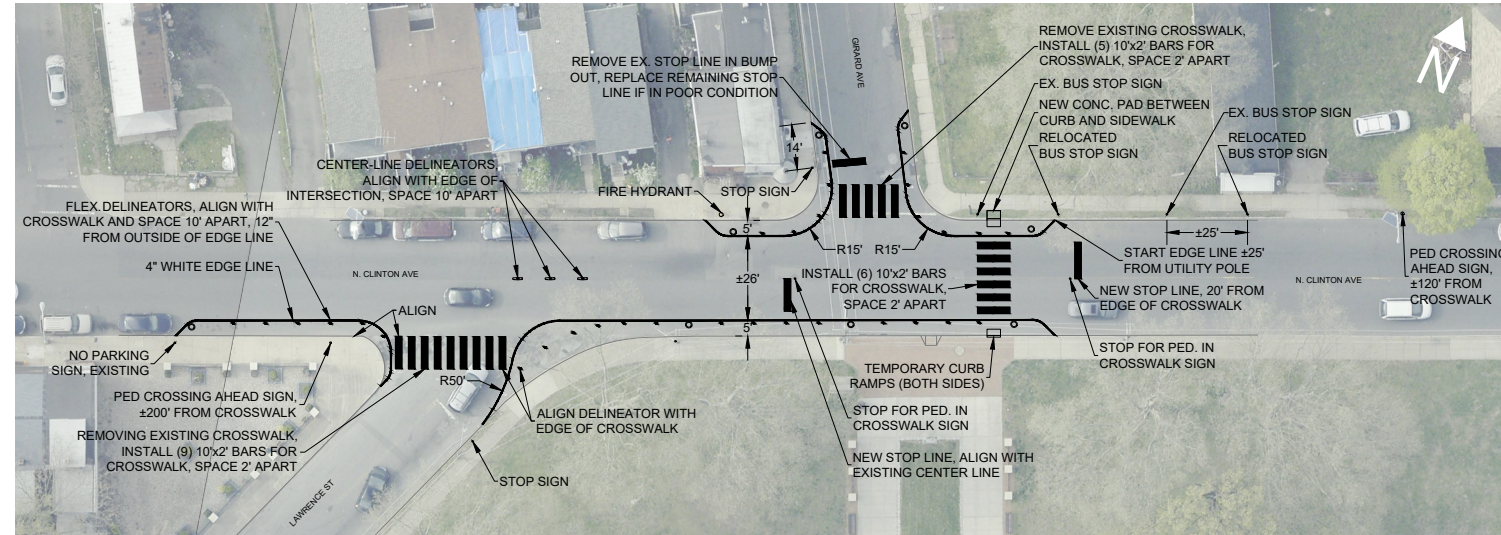 REMOVE EX. STOP LINE IN BUMP
OUT, REPLACE REMAINING STOP
LINE IF IN POOR CONDITION
GIRARD AVE
REMOVE EXISTING CROSSWALK,
INSTALL (5) 10'x2' BARS FOR
CROSSWALK, SPACE 2' APART
EX. BUS STOP SIGN
NEW CONC. PAD BETWEEN
CURB AND SIDEWALK
RELOCATED
BUS STOP SIGN
EX. BUS STOP SIGN
RELOCATED
BUS STOP SIGN
N
14'
CENTER-LINE DELINEATORS,
ALIGN WITH EDGE OF
INTERSECTION, SPACE 10' APART
FIRE HYDRANT
STOP SIGN
FLEX. DELINEATORS, ALIGN WITH
CROSSWALK AND SPACE 10' APART, 12"
FROM OUTSIDE OF EDGE LINE
4" WHITE EDGE LINE
N. CLINTON AVE
5'
R15'
R15'
±26'
INSTALL (6) 10'x2' BARS
FOR CROSSWALK,
SPACE 2' APART
±25'
START EDGE LINE ±25'
FROM UTILITY POLE
NEW STOP LINE, 20' FROM
EDGE OF CROSSWALK
N. CLINTON AVE
PED CROSSING
AHEAD SIGN,
±120' FROM
CROSSWALK
ALIGN
5'
NO PARKING
SIGN, EXISTING
PED CROSSING AHEAD SIGN,
±200' FROM CROSSWALK
REMOVING EXISTING CROSSWALK,
INSTALL (9) 10'x2' BARS FOR
CROSSWALK, SPACE 2' APART
R50'
ALIGN DELINEATOR WITH
EDGE OF CROSSWALK
STOP SIGN
LAWRENCE ST
TEMPORARY CURB
RAMPS (BOTH SIDES)
STOP FOR PED. IN
CROSSWALK SIGN
STOP FOR PED. IN
CROSSWALK SIGN
NEW STOP LINE, ALIGN WITH
EXISTING CENTER LINE